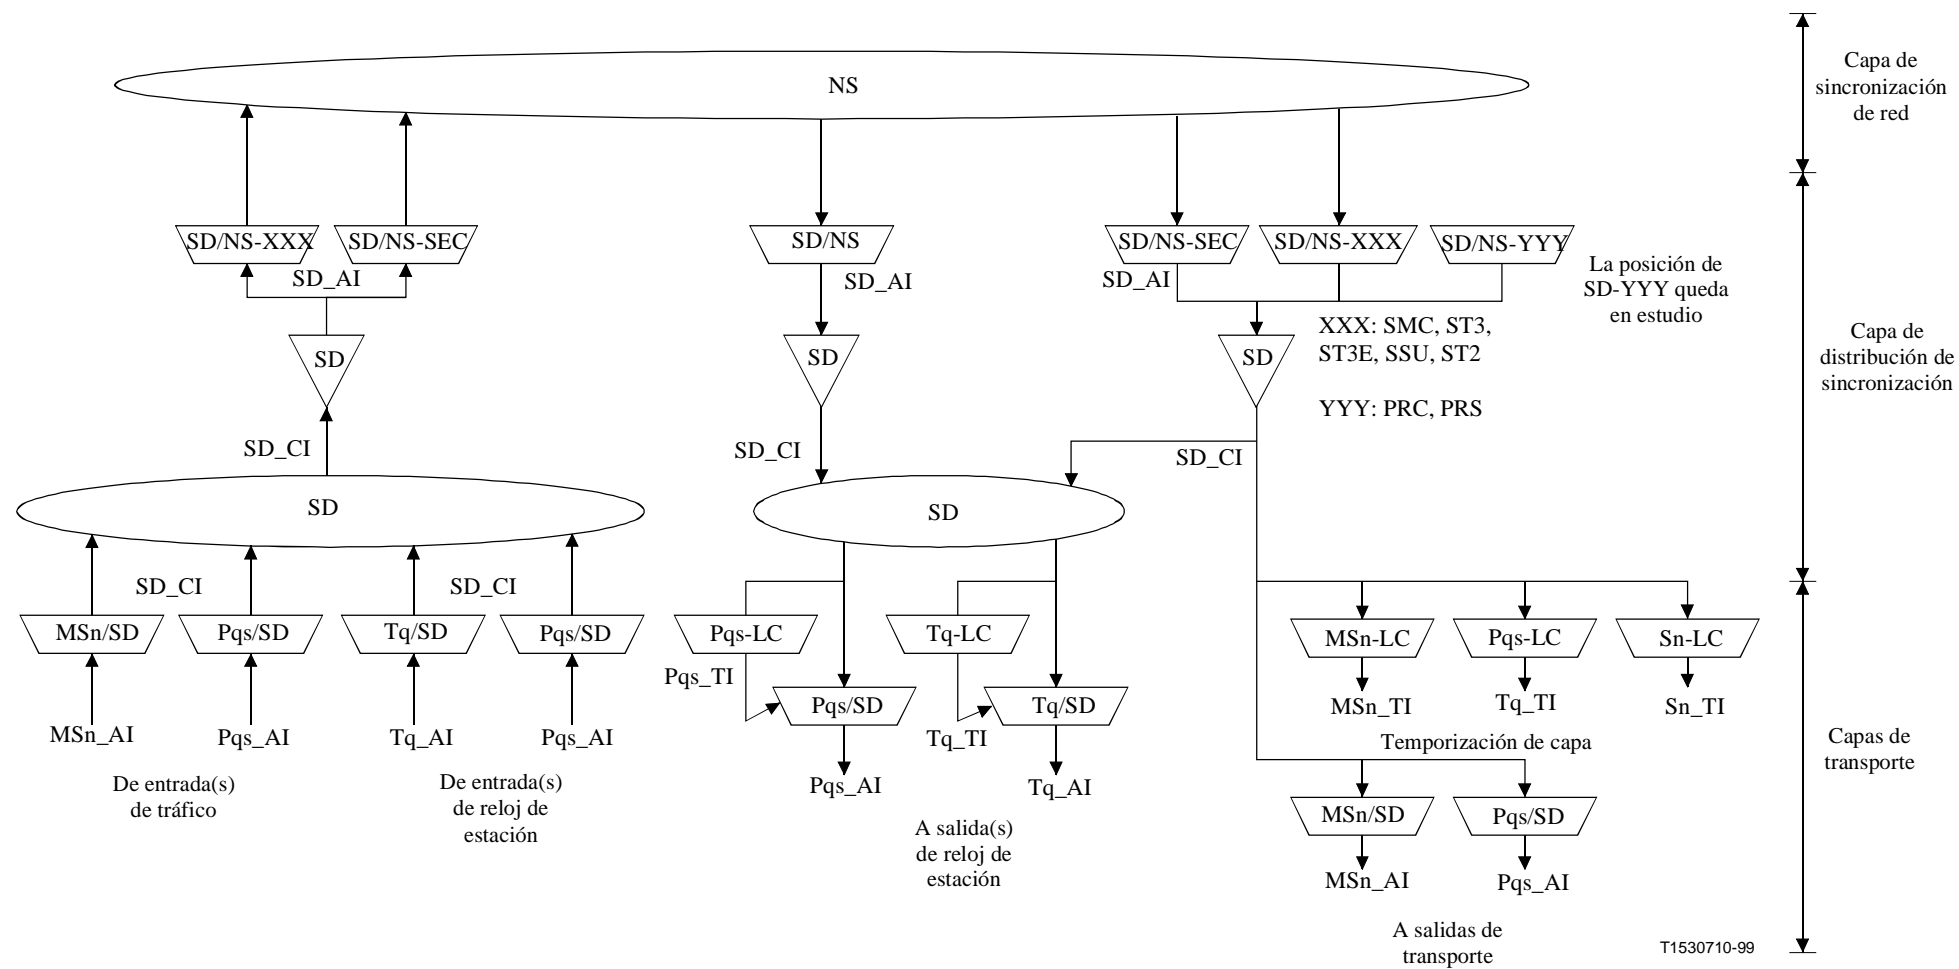 NS
Capa de
sincronización
de red
SD/NS-XXX
SD/NS-SEC
SD/NS
SD/NS-SEC
SD/NS-XXX
SD/NS-YYY
SD_AI
SD_AI
SD_AI
La posición de
SD-YYY queda
en estudio
SD
SD
SD
XXX: SMC, ST3,
ST3E, SSU, ST2
YYY: PRC, PRS
Capa de
distribución de
sincronización
SD_CI
SD_CI
SD_CI
SD
SD
SD_CI
SD_CI
MSn/SD
Pqs/SD
Tq/SD
Pqs/SD
Pqs-LC
Tq-LC
MSn-LC
Pqs-LC
Sn-LC
Pqs_TI
Pqs/SD
Tq/SD
MSn_TI
Tq_TI
Sn_TI
MSn_AI
Pqs_AI
Tq_AI
Pqs_AI
Tq_TI
Temporización de capa
Capas de
transporte
De entrada(s)
de tráfico
De entrada(s)
de reloj de
estación
Pqs_AI
Tq_AI
MSn/SD
Pqs/SD
A salida(s)
de reloj de
estación
MSn_AI
Pqs_AI
A salidas de
transporte
T1530710-99